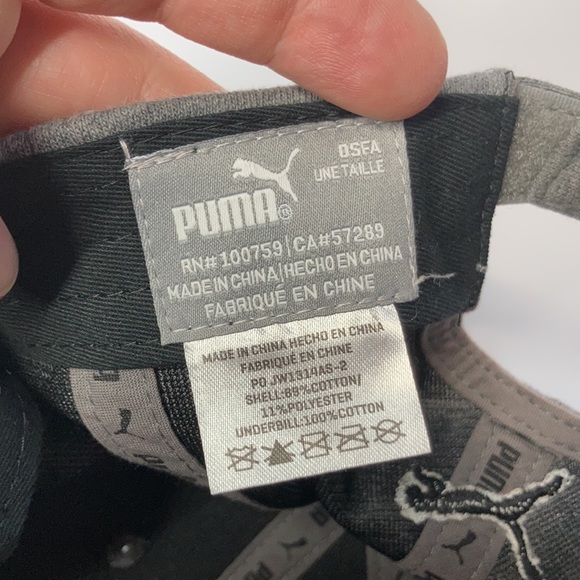 OSFA
UNE TAILLE
PUMA®
RN# 100759 | CA# 57289
MADE IN CHINA | HECHO EN CHINA
FABRIQUÉ EN CHINE
MADE IN CHINA HECHO EN CHINA
FABRIQUÉ EN CHINE
PO JW1314AS-2
SHELL:89%COTTON/
11%POLYESTER
UNDERBILL:100%COTTON
PUMA